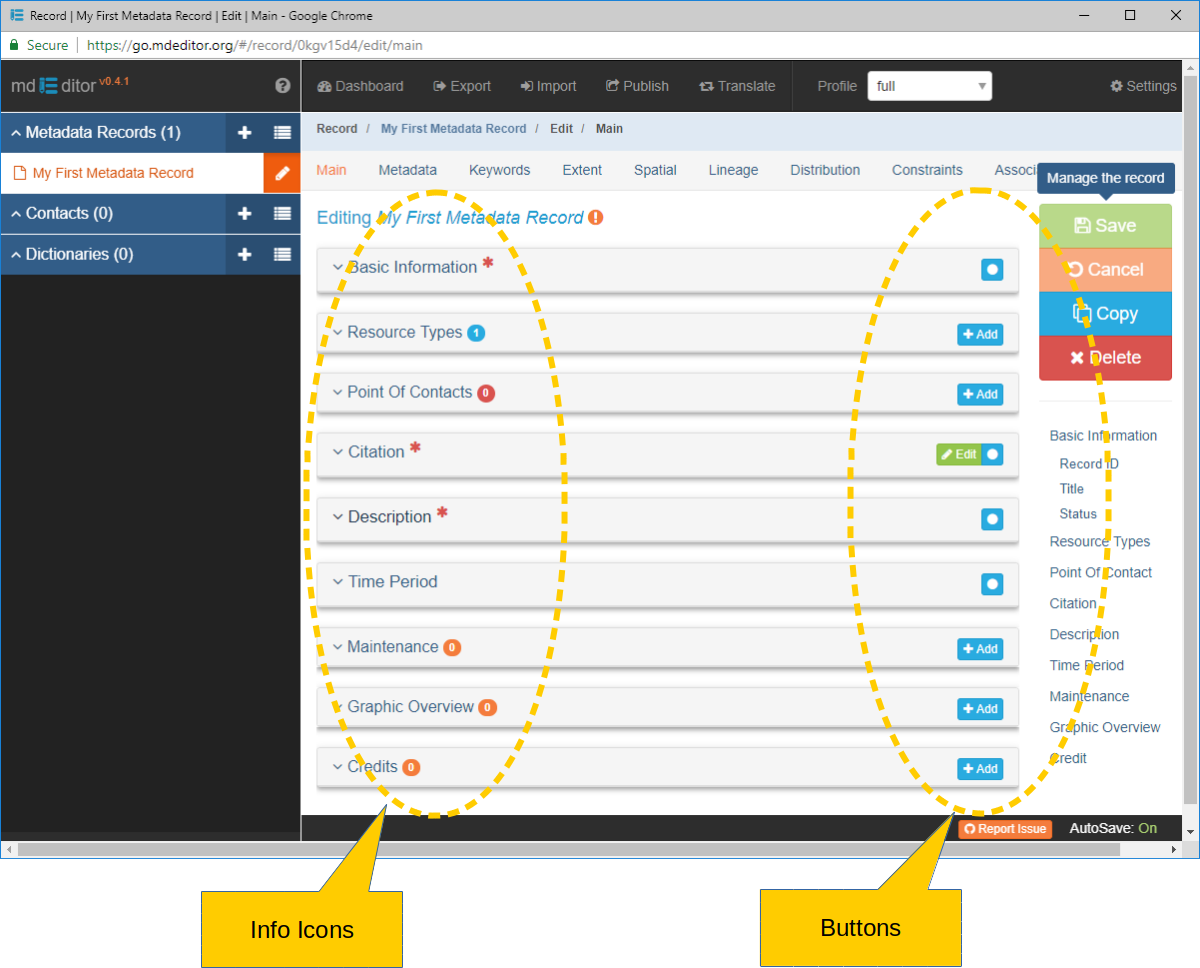 Record | My First Metadata Record | Edit | Main - Google Chrome
Secure | https://go.mdeditor.org/#/record/0kgv15d4/edit/main
md Editor v0.4.1
Dashboard Export Import Publish Translate Profile full Settings
Metadata Records (1)
My First Metadata Record
Contacts (0)
Dictionaries (0)
Record / My First Metadata Record / Edit / Main
Main Metadata Keywords Extent Spatial Lineage Distribution Constraints Associ
Manage the record
Editing My First Metadata Record
Save
Cancel
Copy
Delete
Basic Information *
Resource Types 1 + Add
Point Of Contacts 0 + Add
Citation * Edit
Description *
Time Period
Maintenance 0 + Add
Graphic Overview 0 + Add
Credits 0 + Add
Basic Information
Record ID
Title
Status
Resource Types
Point Of Contact
Citation
Description
Time Period
Maintenance
Graphic Overview
Credit
Report Issue AutoSave: On
Info Icons
Buttons